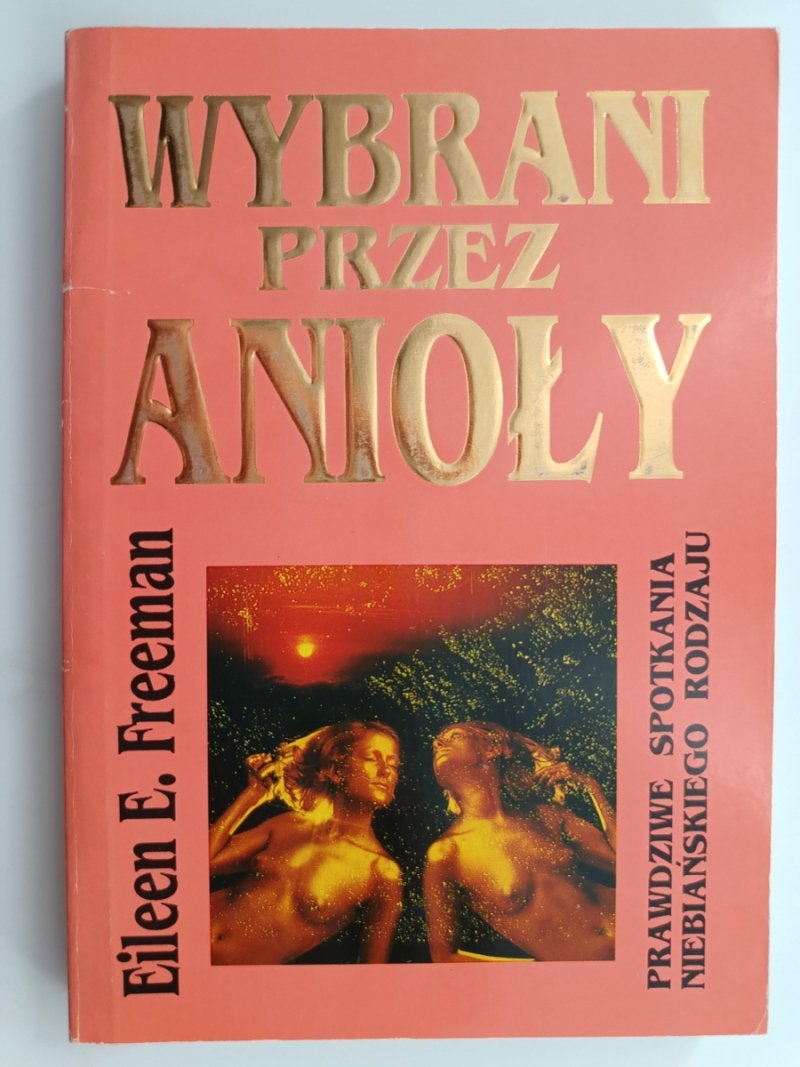 WYBRANI
PRZEZ
ANIOŁY
Eileen E. Freeman
PRAWDZIWE SPOTKANIA
NIEBIAŃSKIEGO RODZAJU